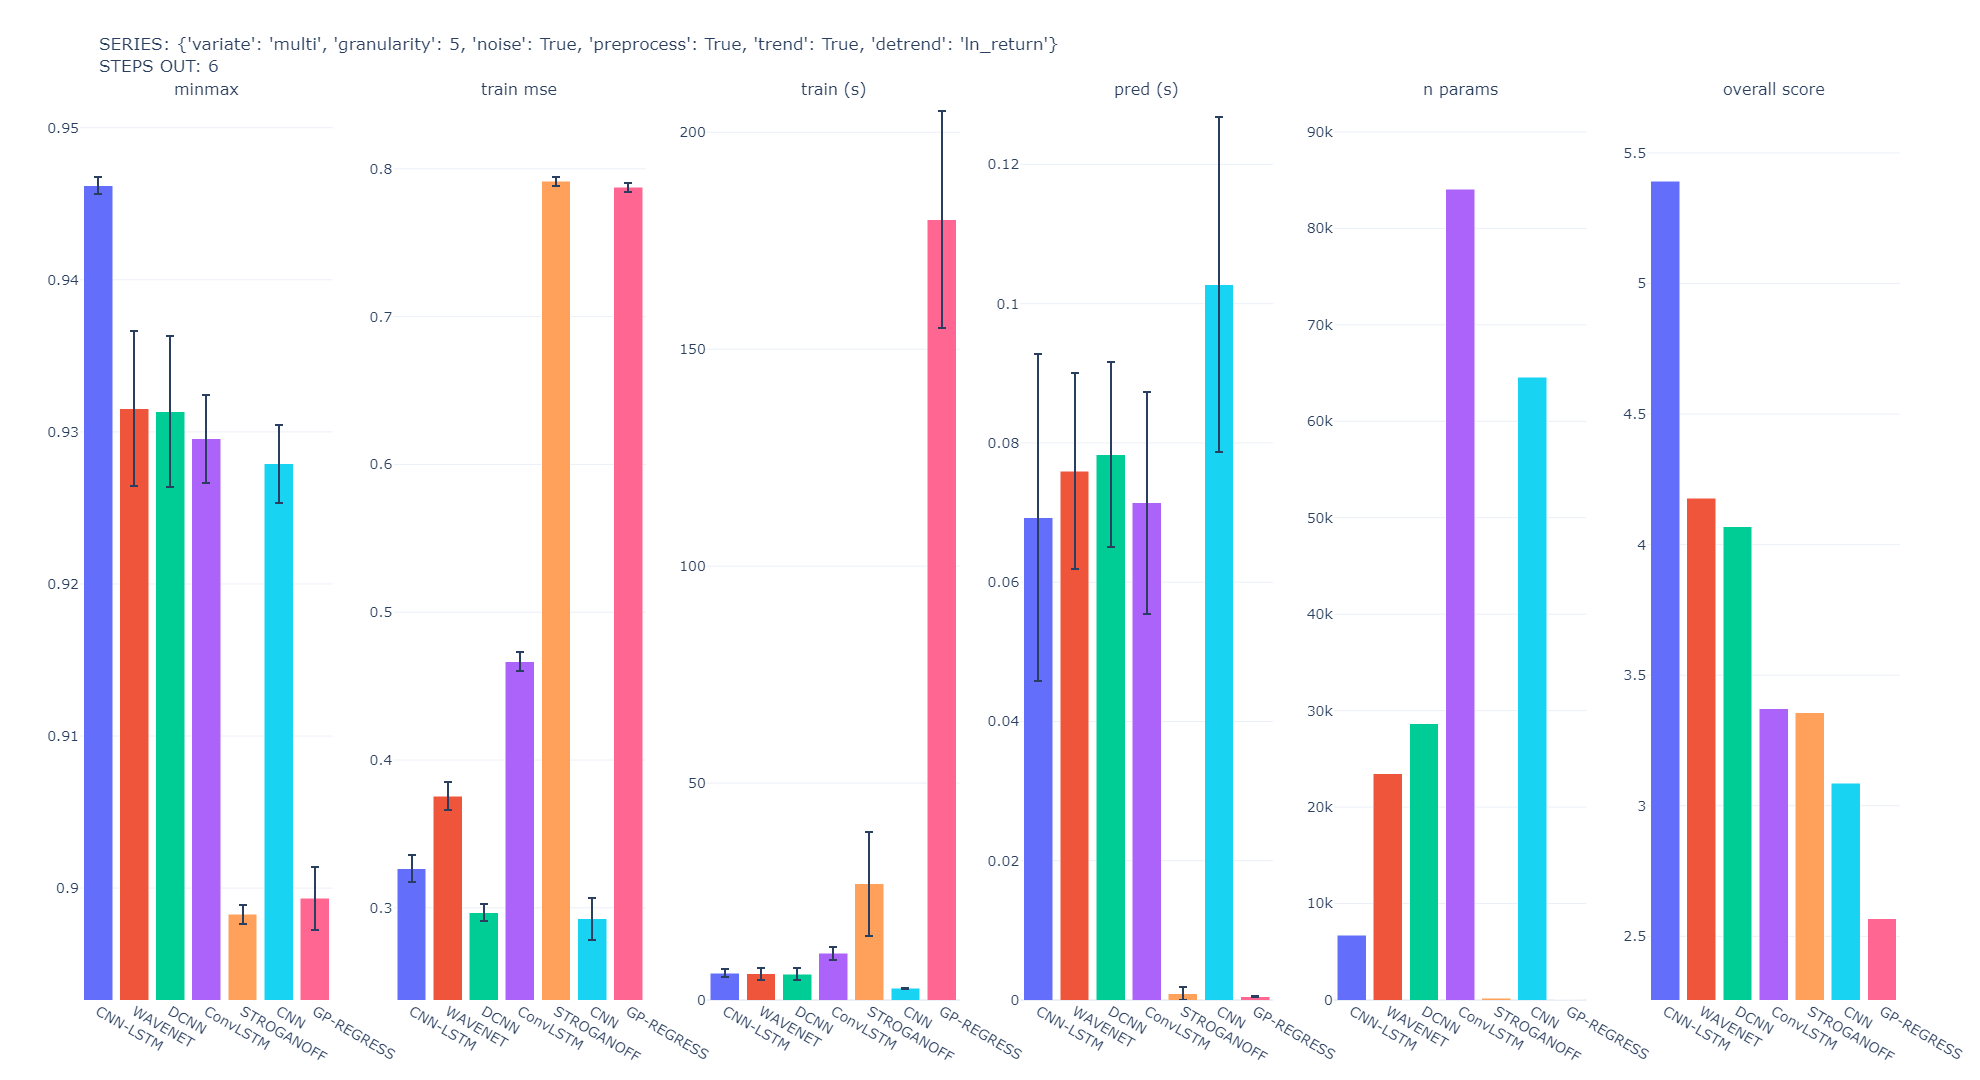 SERIES: {'variate': 'multi', 'granularity': 5, 'noise': True, 'preprocess': True, 'trend': True, 'detrend': 'ln_return'}
STEPS OUT: 6
minmax
0.95
0.94
0.93
0.92
0.91
0.9
CNN-LSTM
WAVENET
DCNN
ConvLSTM
STROGANOFF
CNN
GP-REGRESS
train mse
0.8
0.7
0.6
0.5
0.4
0.3
CNN-LSTM
WAVENET
DCNN
ConvLSTM
STROGANOFF
CNN
GP-REGRESS
train (s)
200
150
100
50
0
CNN-LSTM
WAVENET
DCNN
ConvLSTM
STROGANOFF
CNN
GP-REGRESS
pred (s)
0.12
0.1
0.08
0.06
0.04
0.02
0
CNN-LSTM
WAVENET
DCNN
ConvLSTM
STROGANOFF
CNN
GP-REGRESS
n params
90k
80k
70k
60k
50k
40k
30k
20k
10k
0
CNN-LSTM
WAVENET
DCNN
ConvLSTM
STROGANOFF
CNN
GP-REGRESS
overall score
5.5
5
4.5
4
3.5
3
2.5
CNN-LSTM
WAVENET
DCNN
ConvLSTM
STROGANOFF
CNN
GP-REGRESS